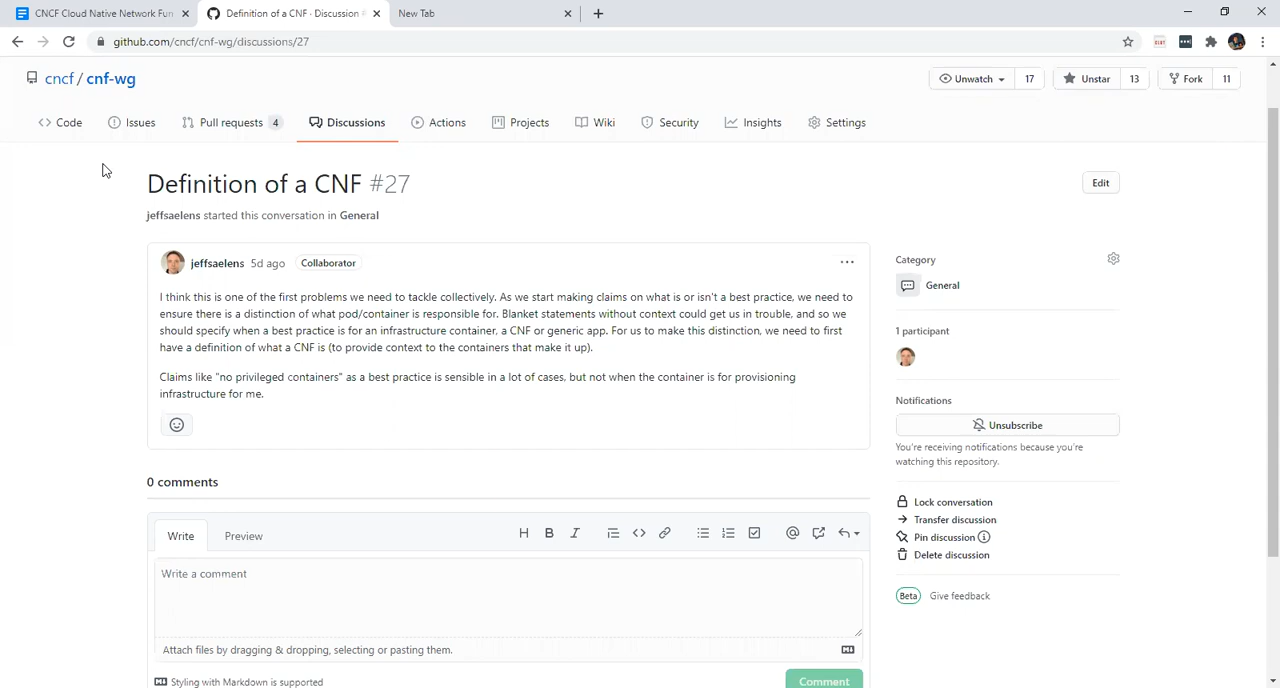 CNCF Cloud Native Network Fun
Definition of a CNF · Discussion #
New Tab
github.com/cncf/cnf-wg/discussions/27
cncf / cnf-wg
Unwatch 17
Unstar 13
Fork 11
Code
Issues
Pull requests 4
Discussions
Actions
Projects
Wiki
Security
Insights
Settings
Definition of a CNF #27
Edit
jeffsaelens started this conversation in General
jeffsaelens 5d ago Collaborator
I think this is one of the first problems we need to tackle collectively. As we start making claims on what is or isn't a best practice, we need to
ensure there is a distinction of what pod/container is responsible for. Blanket statements without context could get us in trouble, and so we
should specify when a best practice is for an infrastructure container, a CNF or generic app. For us to make this distinction, we need to first
have a definition of what a CNF is (to provide context to the containers that make it up).
Claims like "no privileged containers" as a best practice is sensible in a lot of cases, but not when the container is for provisioning
infrastructure for me.
0 comments
Write
Preview
Write a comment
Attach files by dragging & dropping, selecting or pasting them.
Styling with Markdown is supported
Comment
Category
General
1 participant
Notifications
Unsubscribe
You're receiving notifications because you're
watching this repository.
Lock conversation
Transfer discussion
Pin discussion
Delete discussion
Beta Give feedback